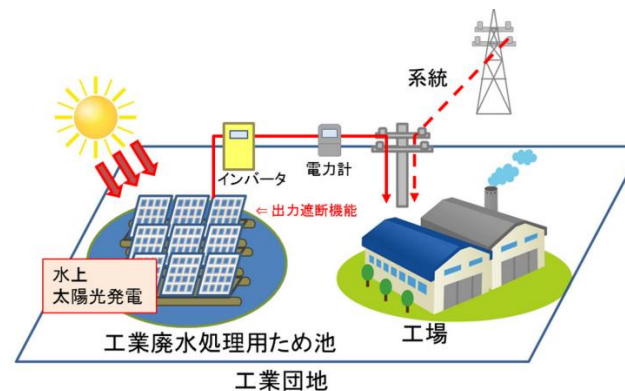 系統
インバータ
電力計
⇐ 出力遮断機能
水上
太陽光発電
工業廃水処理用ため池
工場
工業団地